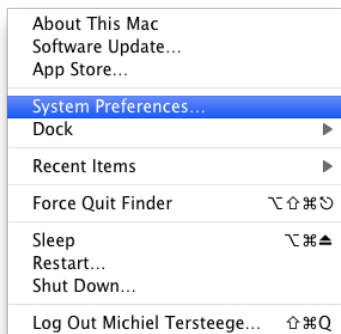 About This Mac
Software Update...
App Store...
System Preferences...
Dock ▶
Recent Items ▶
Force Quit Finder ⌥⇧⌘⎋
Sleep ⌥⌘⏏
Restart...
Shut Down...
Log Out Michiel Tersteege... ⇧⌘Q